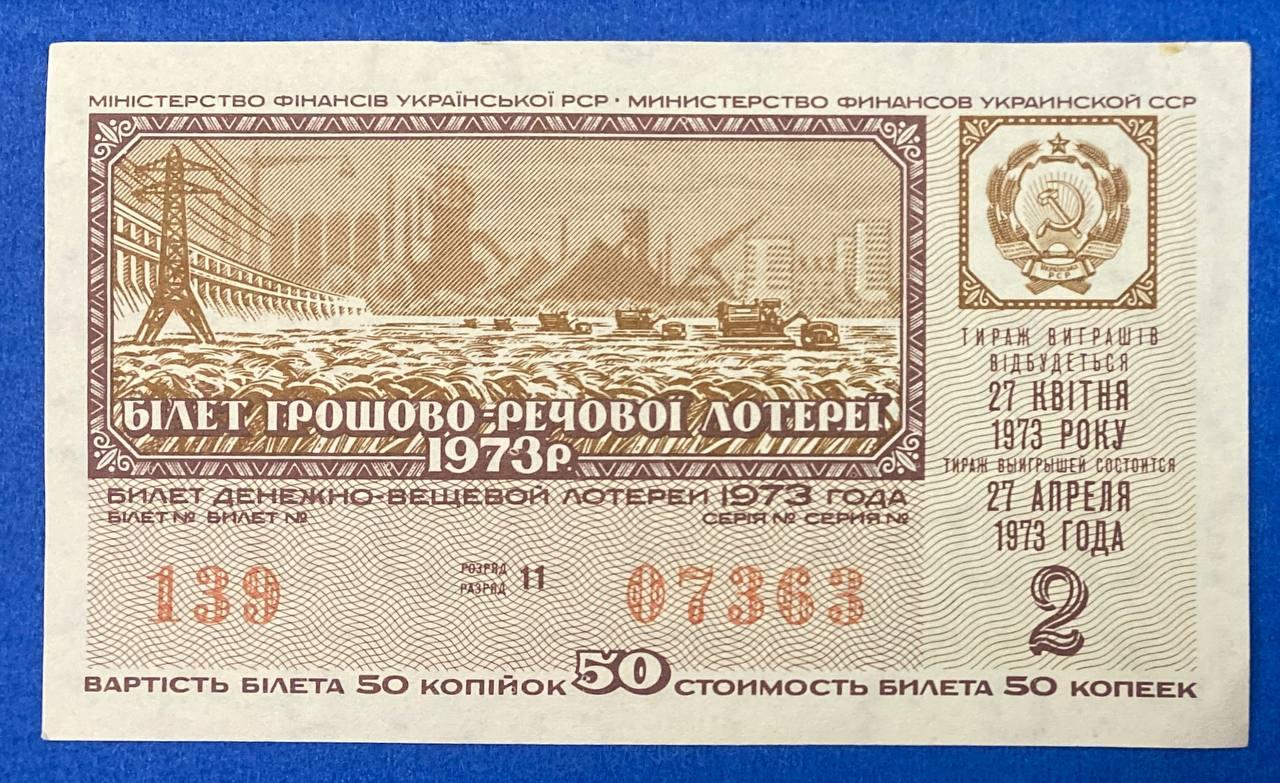 МІНІСТЕРСТВО ФІНАНСІВ УКРАЇНСЬКОЇ РСР · МИНИСТЕРСТВО ФИНАНСОВ УКРАИНСКОЙ ССР
УКРАЇНСЬКА
РСР
БІЛЕТ ГРОШОВО-РЕЧОВОЇ ЛОТЕРЕЇ
1973р.
БИЛЕТ ДЕНЕЖНО-ВЕЩЕВОЙ ЛОТЕРЕИ 1973 ГОДА
БІЛЕТ № БИЛЕТ №
СЕРІЯ № СЕРИЯ №
139
РОЗРЯД
РАЗРЯД
11
07363
ТИРАЖ ВИГРАШІВ
ВІДБУДЕТЬСЯ
27 КВІТНЯ
1973 РОКУ
ТИРАЖ ВЫИГРЫШЕЙ СОСТОИТСЯ
27 АПРЕЛЯ
1973 ГОДА
2
ВАРТІСТЬ БІЛЕТА 50 КОПІЙОК 50 СТОИМОСТЬ БИЛЕТА 50 КОПЕЕК